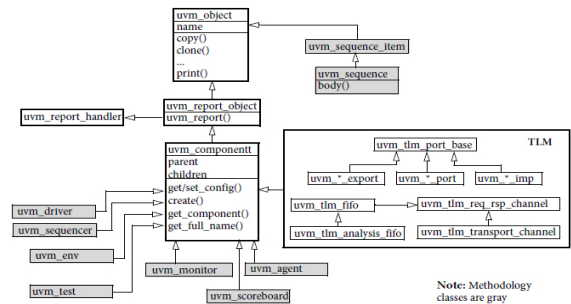 uvm_object
name
copy()
clone()
...
print()
uvm_sequence_item
uvm_sequence
body()
uvm_report_handler
uvm_report_object
uvm_report()
uvm_componentt
parent
children
get/set_config()
create()
get_component()
get_full_name()
uvm_driver
uvm_sequencer
uvm_env
uvm_test
uvm_monitor
uvm_scoreboard
uvm_agent
TLM
uvm_tlm_port_base
uvm_*_export
uvm_*_port
uvm_*_imp
uvm_tlm_fifo
uvm_tlm_req_rsp_channel
uvm_tlm_analysis_fifo
uvm_tlm_transport_channel
Note: Methodology
classes are gray